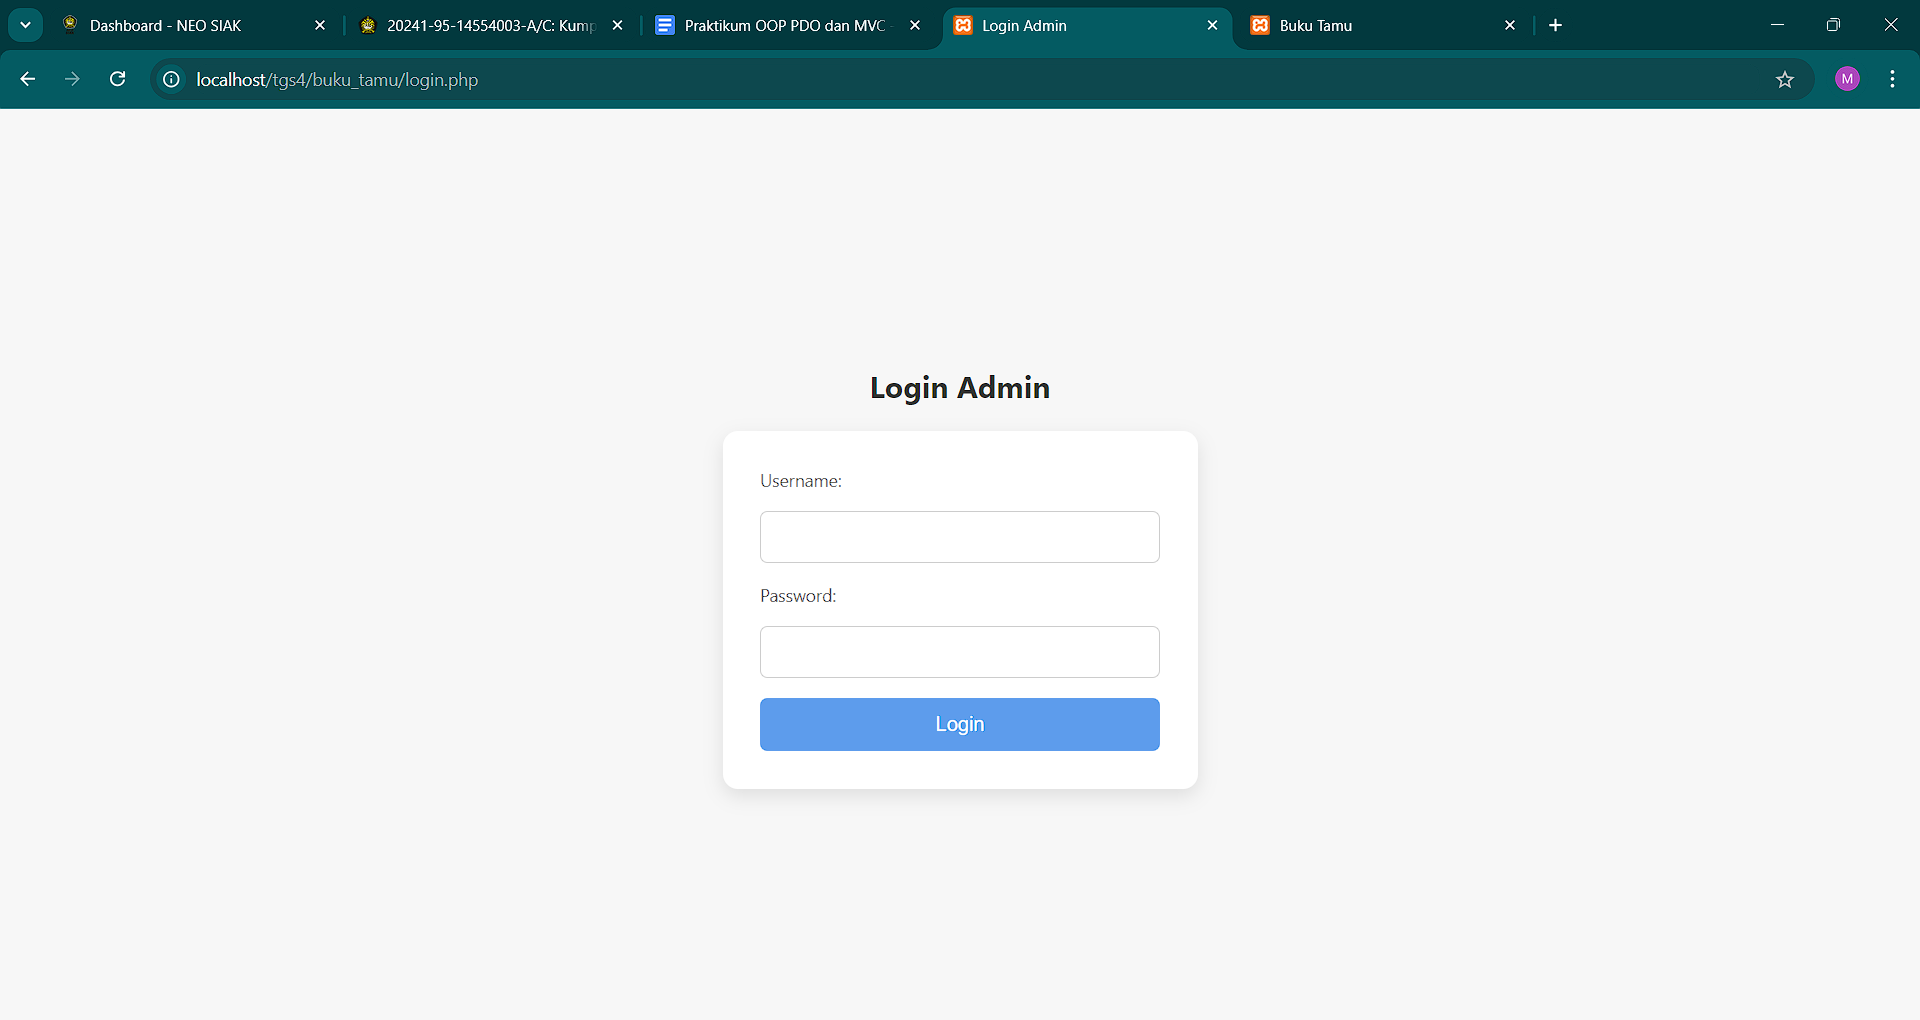 Dashboard - NEO SIAK
20241-95-14554003-A/C: Kump
Praktikum OOP PDO dan MVC -
Login Admin
Buku Tamu
localhost/tgs4/buku_tamu/login.php
M
Login Admin
Username:
Password:
Login